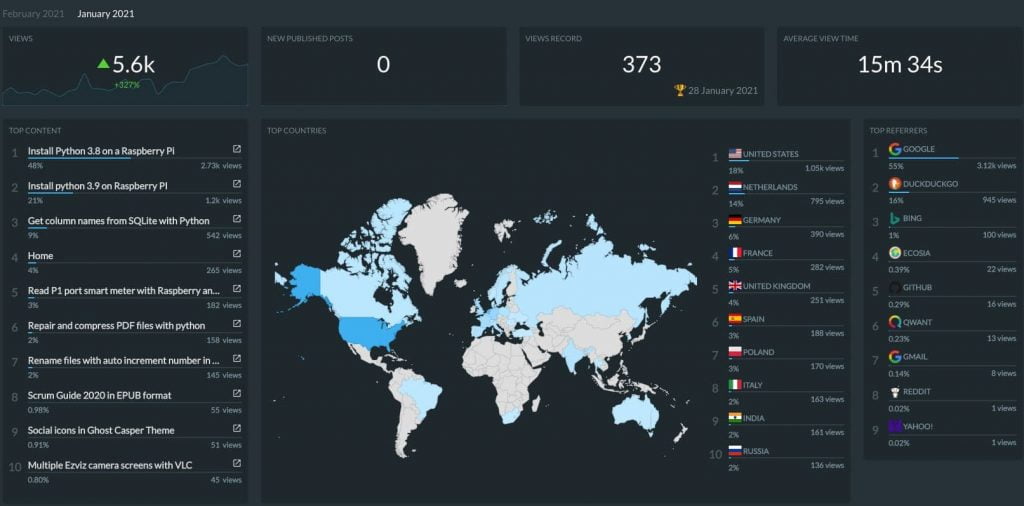 February 2021 January 2021
VIEWS
5.6k
+327%
NEW PUBLISHED POSTS
0
VIEWS RECORD
373
28 January 2021
AVERAGE VIEW TIME
15m 34s
TOP CONTENT
1 Install Python 3.8 on a Raspberry Pi
48% 2.73k views
2 Install python 3.9 on Raspberry PI
21% 1.2k views
3 Get column names from SQLite with Python
9% 542 views
4 Home
4% 265 views
5 Read P1 port smart meter with Raspberry an...
3% 182 views
6 Repair and compress PDF files with python
2% 158 views
7 Rename files with auto increment number in ...
2% 145 views
8 Scrum Guide 2020 in EPUB format
0.98% 55 views
9 Social icons in Ghost Casper Theme
0.91% 51 views
10 Multiple Ezviz camera screens with VLC
0.80% 45 views
TOP COUNTRIES
1 UNITED STATES
18% 1.05k views
2 NETHERLANDS
14% 795 views
3 GERMANY
6% 390 views
4 FRANCE
5% 282 views
5 UNITED KINGDOM
4% 251 views
6 SPAIN
3% 188 views
7 POLAND
3% 170 views
8 ITALY
2% 163 views
9 INDIA
2% 161 views
10 RUSSIA
2% 136 views
TOP REFERRERS
1 GOOGLE
55% 3.12k views
2 DUCKDUCKGO
16% 945 views
3 BING
1% 100 views
4 ECOSIA
0.39% 22 views
5 GITHUB
0.29% 16 views
6 QWANT
0.23% 13 views
7 GMAIL
0.14% 8 views
8 REDDIT
0.02% 1 views
9 YAHOO!
0.02% 1 views